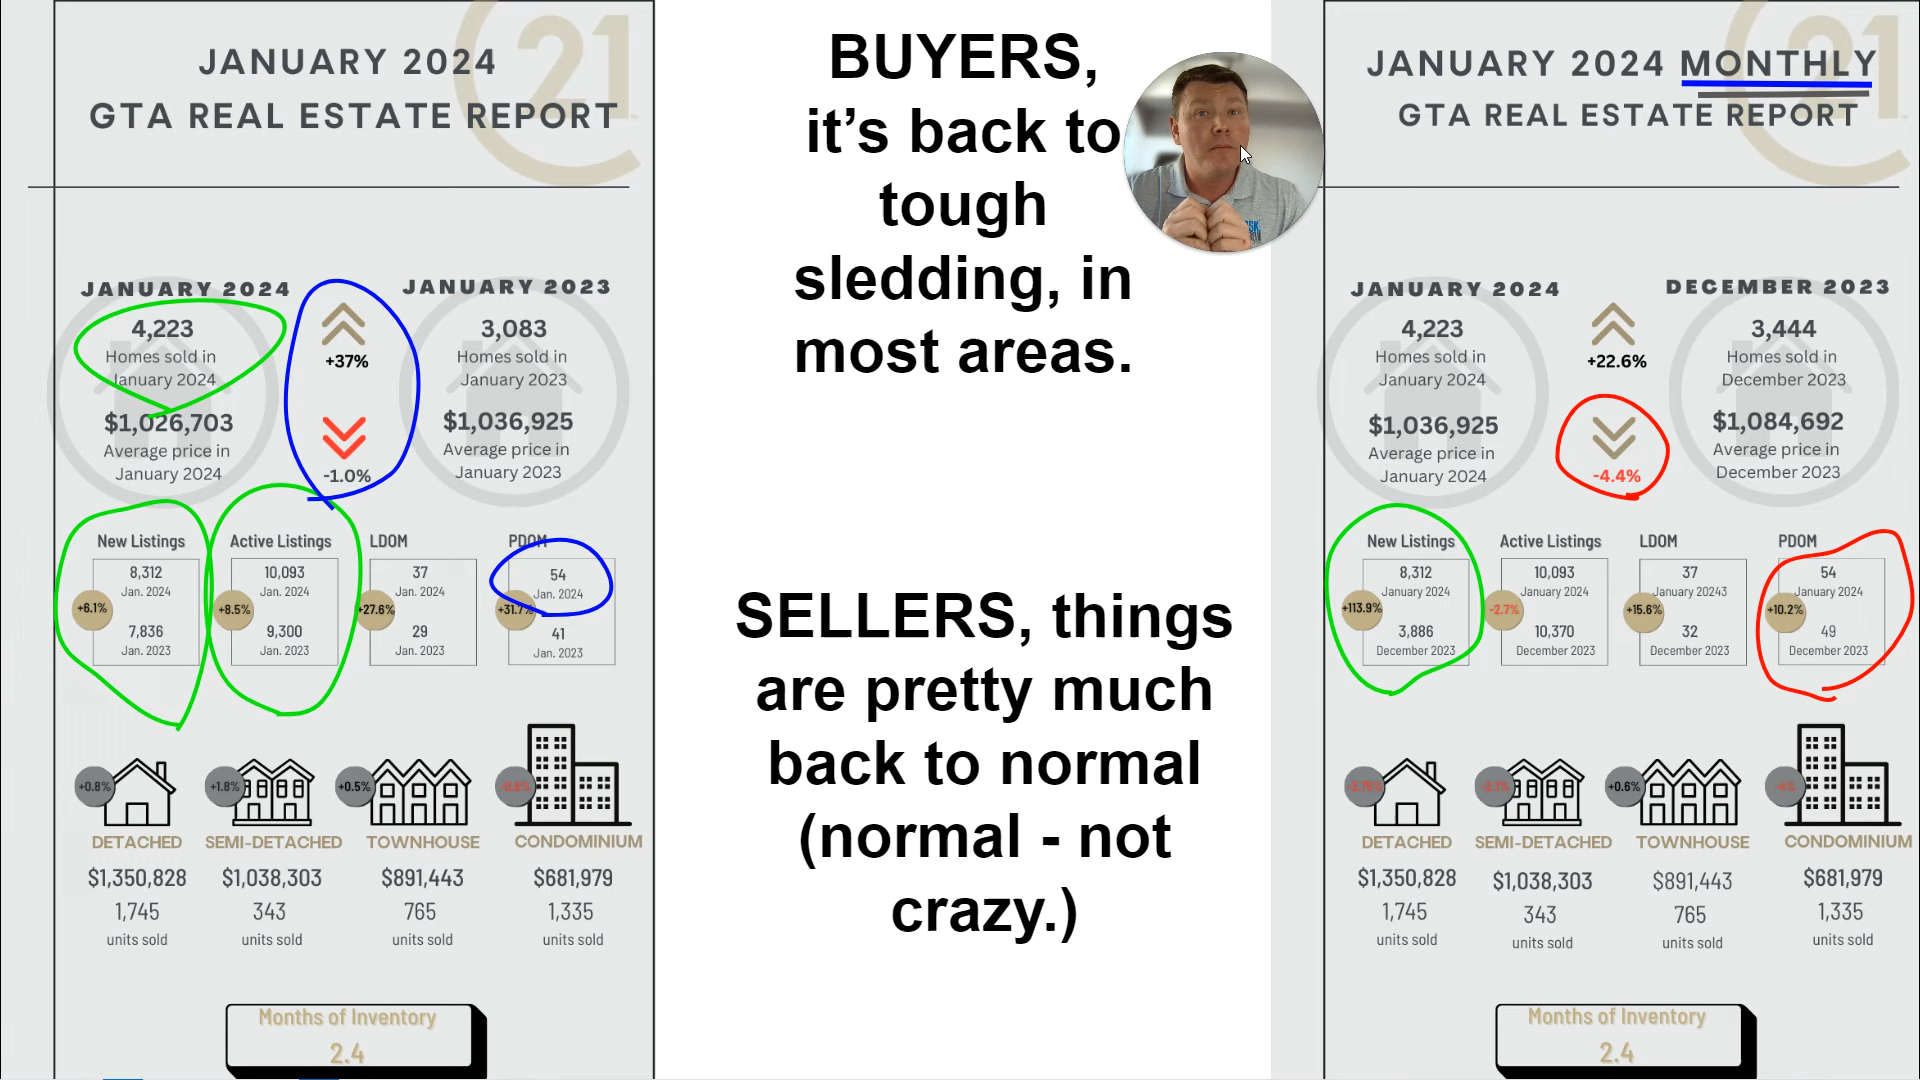 21
JANUARY 2024
GTA REAL ESTATE REPORT
JANUARY 2024
4,223
Homes sold in
January 2024
$1,026,703
Average price in
January 2024
+37%
-1.0%
JANUARY 2023
3,083
Homes sold in
January 2023
$1,036,925
Average price in
January 2023
New Listings
8,312
Jan. 2024
+6.1%
7,836
Jan. 2023
Active Listings
10,093
Jan. 2024
+8.5%
9,300
Jan. 2023
LDOM
37
Jan. 2024
+27.6%
29
Jan. 2023
PDOM
54
Jan. 2024
+31.7%
41
Jan. 2023
+0.8%
DETACHED
$1,350,828
1,745
units sold
+1.8%
SEMI-DETACHED
$1,038,303
343
units sold
+0.5%
TOWNHOUSE
$891,443
765
units sold
CONDOMINIUM
$681,979
1,335
units sold
Months of Inventory
2.4
BUYERS,
it’s back to
tough
sledding, in
most areas.
SELLERS, things
are pretty much
back to normal
(normal - not
crazy.)
21
JANUARY 2024 MONTHLY
GTA REAL ESTATE REPORT
JANUARY 2024
4,223
Homes sold in
January 2024
$1,036,925
Average price in
January 2024
+22.6%
-4.4%
DECEMBER 2023
3,444
Homes sold in
December 2023
$1,084,692
Average price in
December 2023
New Listings
8,312
January 2024
+113.9%
3,886
December 2023
Active Listings
10,093
January 2024
-2.7%
10,370
December 2023
LDOM
37
January 20243
+15.6%
32
December 2023
PDOM
54
January 2024
+10.2%
49
December 2023
DETACHED
$1,350,828
1,745
units sold
SEMI-DETACHED
$1,038,303
343
units sold
+0.6%
TOWNHOUSE
$891,443
765
units sold
-4%
CONDOMINIUM
$681,979
1,335
units sold
Months of Inventory
2.4